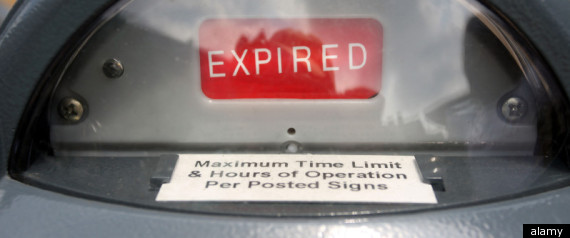 EXPIRED
Maximum Time Limit
& Hours of Operation
Per Posted Signs
alamy